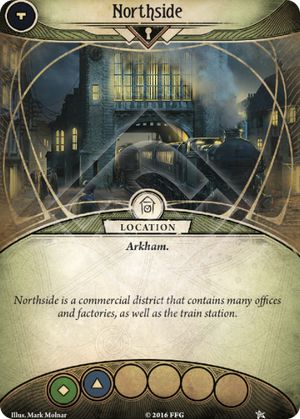 Northside
LOCATION
Arkham.
Northside is a commercial district that contains many offices
and factories, as well as the train station.
Illus. Mark Molnar
© 2016 FFG